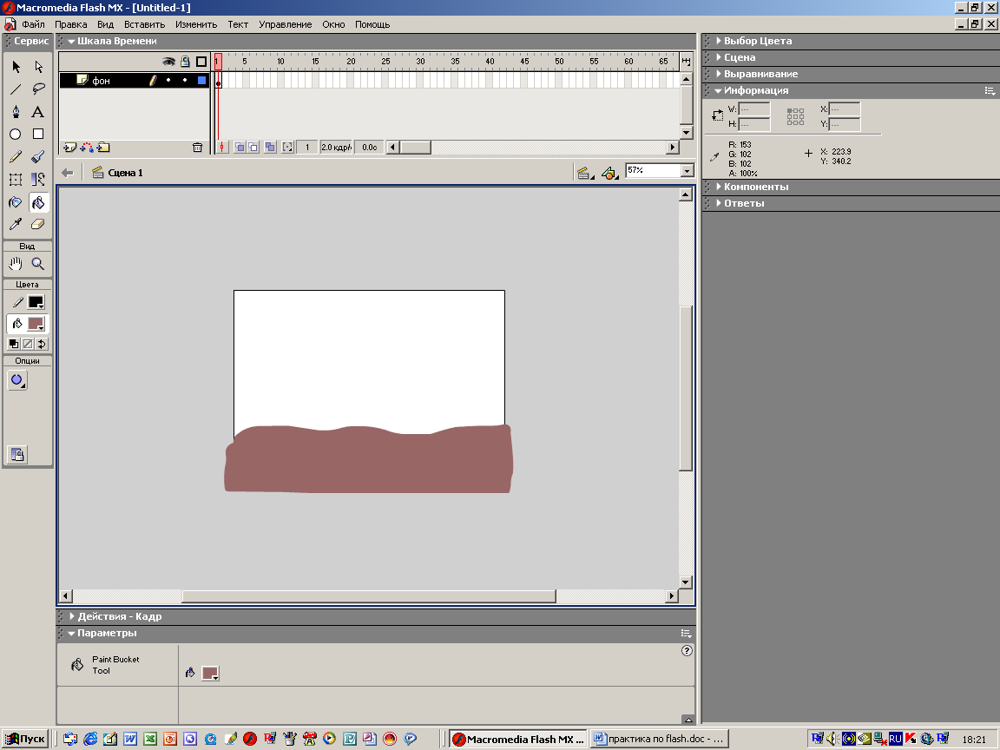 Macromedia Flash MX - [Untitled-1]
Файл Правка Вид Вставить Изменить Тект Управление Окно Помощь
Сервис
Шкала Времени
1 5 10 15 20 25 30 35 40 45 50 55 60 65
фон
1 2.0 кдр/ 0.0с
Сцена 1
57%
Вид
Цвета
Опции
Действия - Кадр
Параметры
Paint Bucket
Tool
Выбор Цвета
Сцена
Выравнивание
Информация
W: --- X: ---
H: --- Y: ---
R: 153
G: 102
B: 102
A: 100%
X: 223.9
Y: 340.2
Компоненты
Ответы
Пуск
Macromedia Flash MX ...
практика по flash.doc - ...
RU
18:21